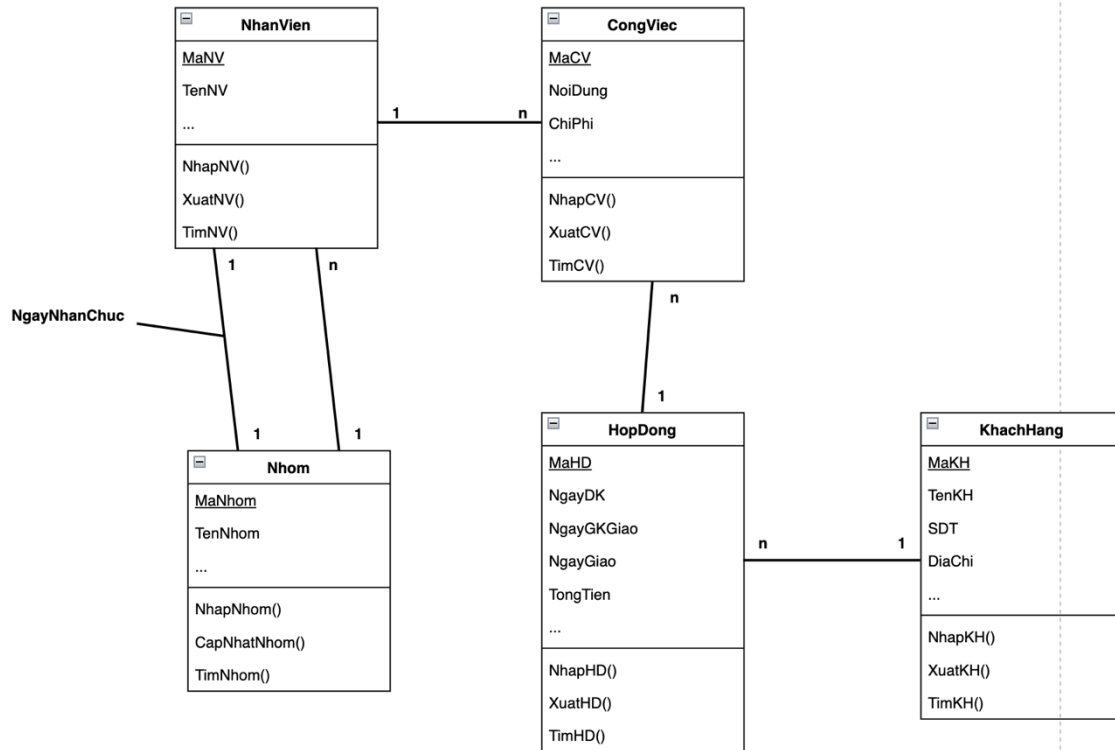 NhanVien
MaNV
TenNV
...
NhapNV()
XuatNV()
TimNV()
CongViec
MaCV
NoiDung
ChiPhi
...
NhapCV()
XuatCV()
TimCV()
1
n
1
n
NgayNhanChuc
1
1
n
1
Nhom
MaNhom
TenNhom
...
NhapNhom()
CapNhatNhom()
TimNhom()
HopDong
MaHD
NgayDK
NgayGKGiao
NgayGiao
TongTien
...
NhapHD()
XuatHD()
TimHD()
n
1
KhachHang
MaKH
TenKH
SDT
DiaChi
...
NhapKH()
XuatKH()
TimKH()